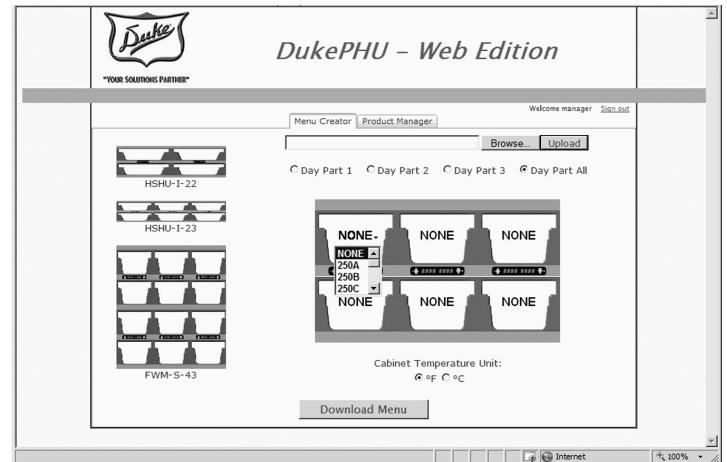 Duke
"YOUR SOLUTIONS PARTNER"
DukePHU – Web Edition
Welcome manager Sign out
Menu Creator Product Manager
Browse... Upload
Day Part 1 Day Part 2 Day Part 3 Day Part All
HSHU-I-22
HSHU-I-23
FWM-S-43
NONE NONE NONE
NONE
250A
250B
250C
#### ####
#### ####
NONE NONE NONE
Cabinet Temperature Unit:
°F °C
Download Menu
Internet
100%